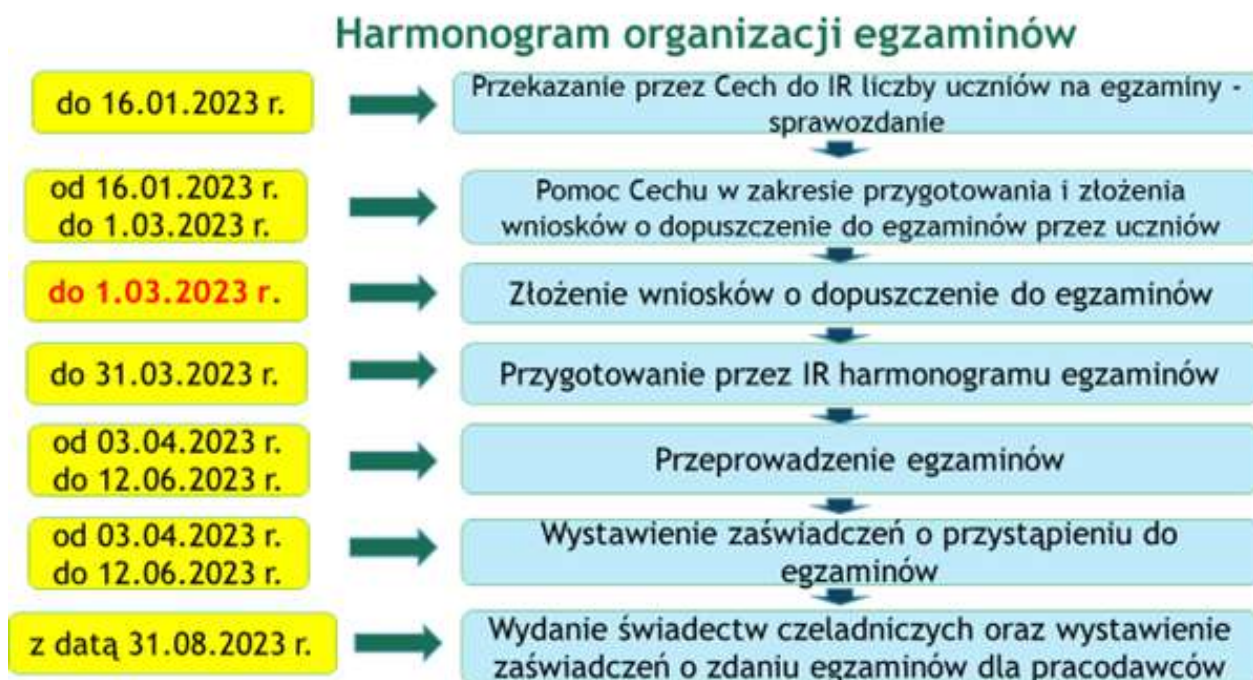 Harmonogram organizacji egzaminów
do 16.01.2023 r.
Przekazanie przez Cech do IR liczby uczniów na egzaminy -
sprawozdanie
od 16.01.2023 r.
do 1.03.2023 r.
Pomoc Cechu w zakresie przygotowania i złożenia
wniosków o dopuszczenie do egzaminów przez uczniów
do 1.03.2023 r.
Złożenie wniosków o dopuszczenie do egzaminów
do 31.03.2023 r.
Przygotowanie przez IR harmonogramu egzaminów
od 03.04.2023 r.
do 12.06.2023 r.
Przeprowadzenie egzaminów
od 03.04.2023 r.
do 12.06.2023 r.
Wystawienie zaświadczeń o przystąpieniu do
egzaminów
z datą 31.08.2023 r.
Wydanie świadectw czeladniczych oraz wystawienie
zaświadczeń o zdaniu egzaminów dla pracodawców